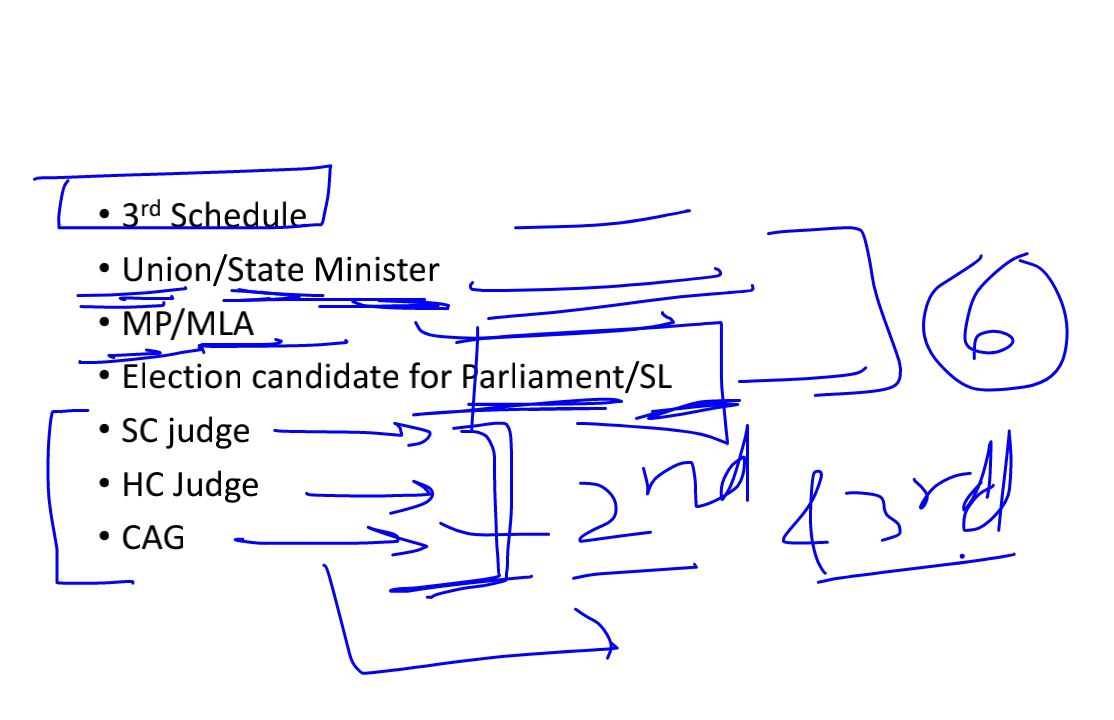 • 3rd Schedule
• Union/State Minister
• MP/MLA
• Election candidate for Parliament/SL
• SC judge
• HC Judge
• CAG
6
2nd & 3rd